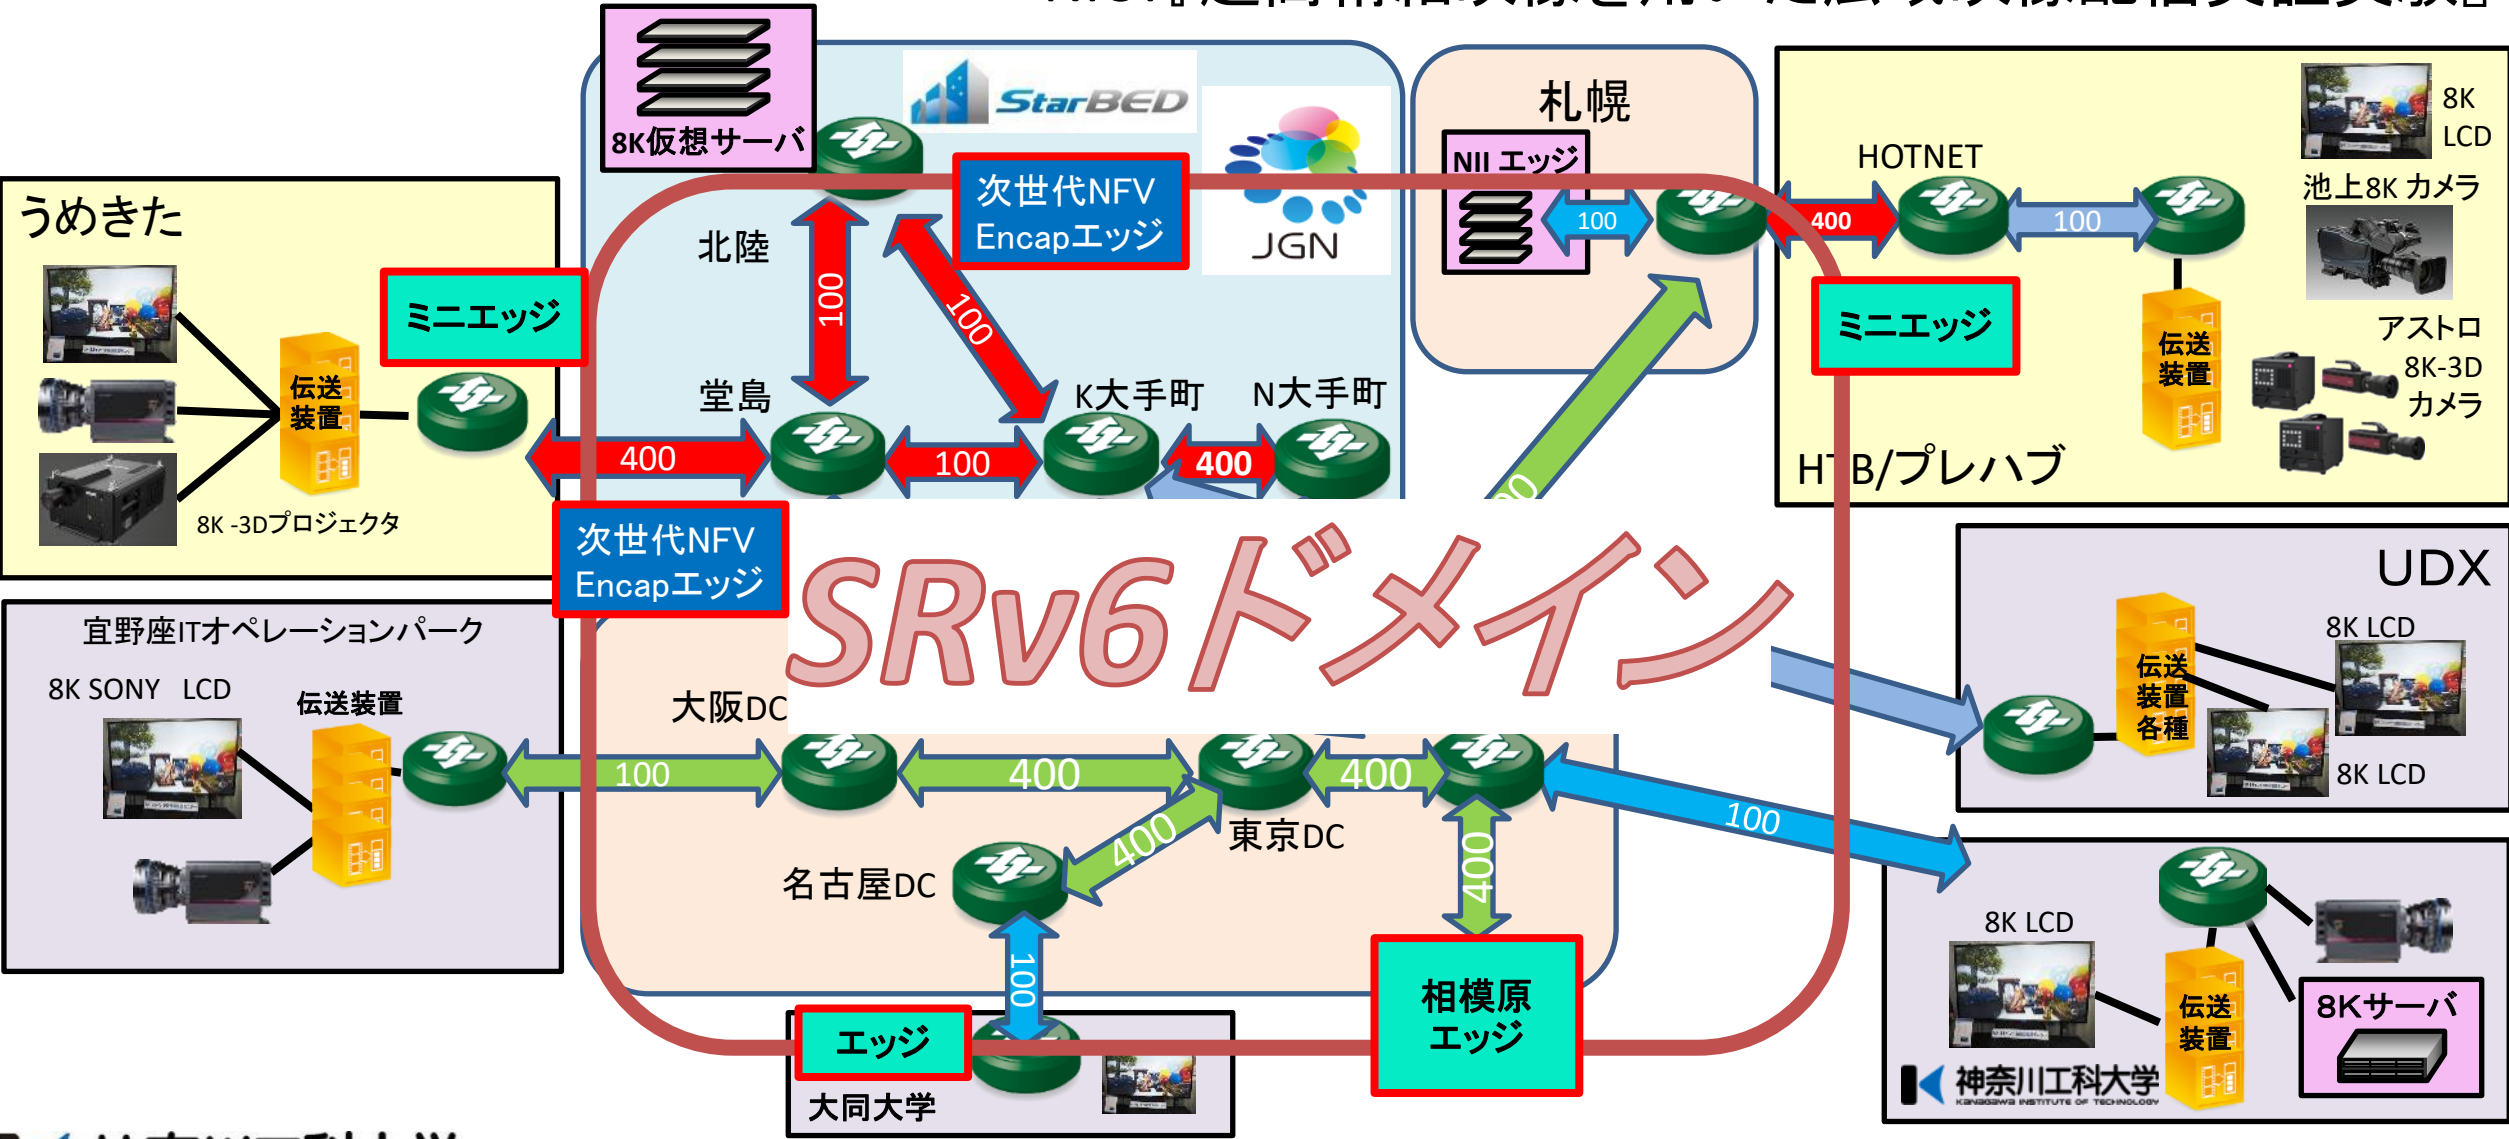 8K仮想サーバ
StarBED
JGN
次世代NFV
Encapエッジ
北陸
100
100
堂島
K大手町
N大手町
400
100
400
札幌
NII エッジ
100
400
HOTNET
100
8K
LCD
池上8K カメラ
アストロ
8K-3D
カメラ
伝送
装置
ミニエッジ
HTB/プレハブ
うめきた
ミニエッジ
伝送
装置
8K -3Dプロジェクタ
次世代NFV
Encapエッジ
SRv6ドメイン
UDX
8K LCD
伝送
装置
各種
8K LCD
宜野座ITオペレーションパーク
8K SONY LCD
伝送装置
100
大阪DC
400
400
東京DC
400
名古屋DC
400
100
100
エッジ
大同大学
相模原
エッジ
8K LCD
伝送
装置
8Kサーバ
神奈川工科大学
KANAGAWA INSTITUTE OF TECHNOLOGY